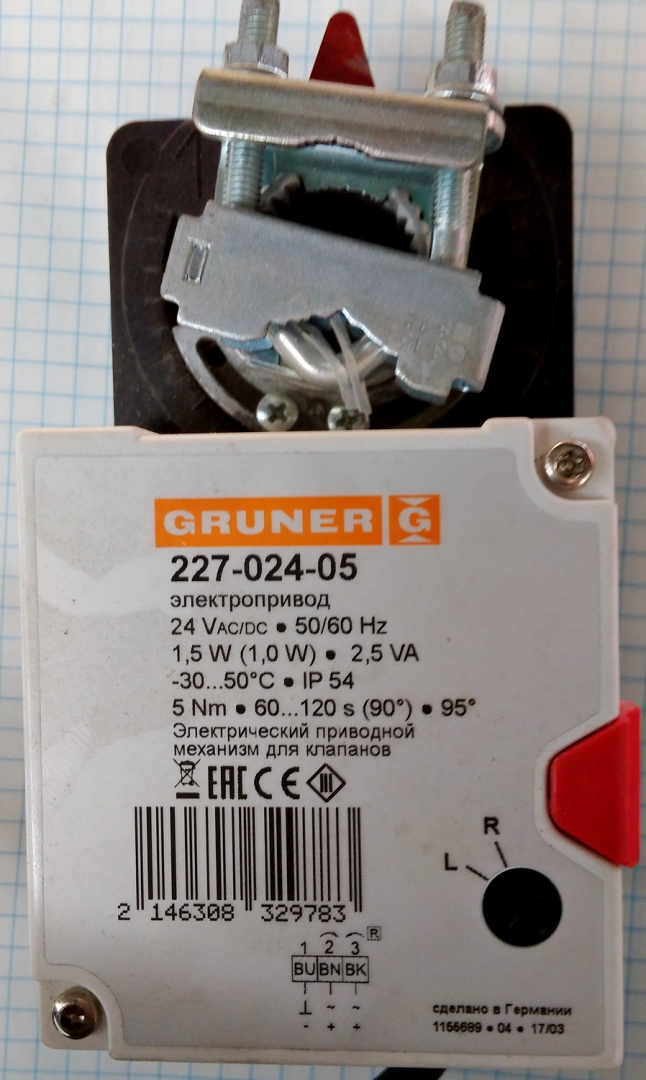 GRUNER G
227-024-05
электропривод
24 VAC/DC • 50/60 Hz
1,5 W (1,0 W) • 2,5 VA
-30...50°C • IP 54
5 Nm • 60...120 s (90°) • 95°
Электрический приводной
механизм для клапанов
EAC CE III
R
L
2 146308 329783
R
1 2 3
BU BN BK
⊥ ~ ~
- + +
сделано в Германии
1155689 • 04 • 17/03